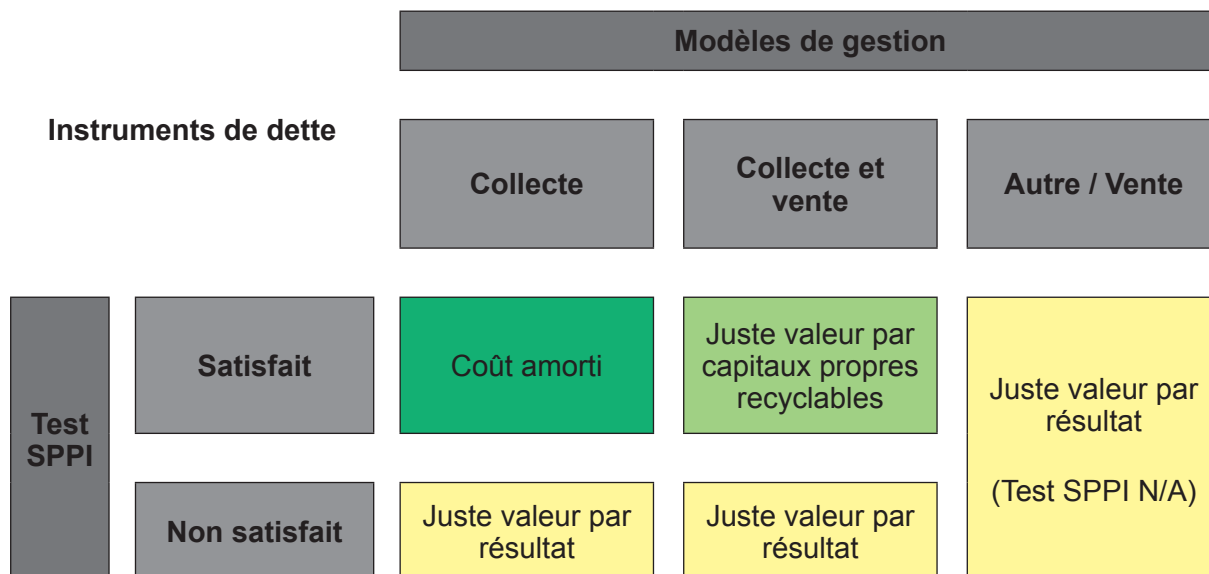 Modèles de gestion
Instruments de dette
Collecte
Collecte et
vente
Autre / Vente
Test
SPPI
Satisfait
Coût amorti
Juste valeur par
capitaux propres
recyclables
Juste valeur par
résultat
(Test SPPI N/A)
Non satisfait
Juste valeur par
résultat
Juste valeur par
résultat